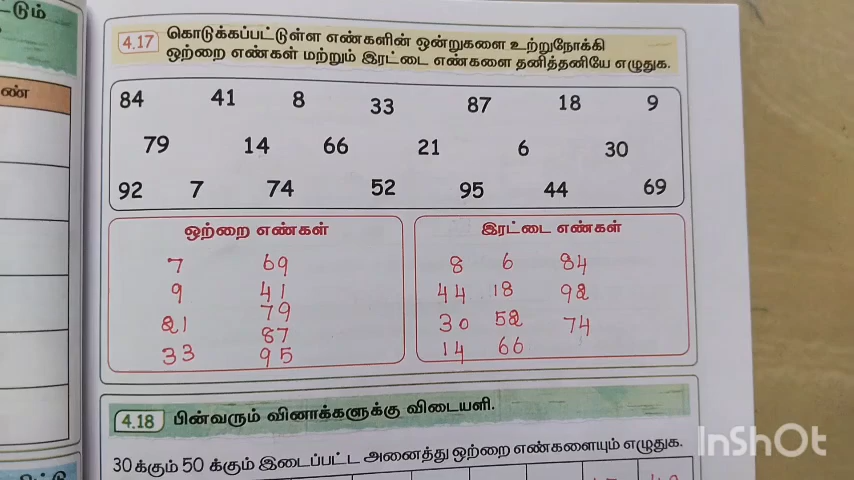 டும்
ண்
4.17 கொடுக்கப்பட்டுள்ள எண்களின் ஒன்றுகளை உற்றுநோக்கி
ஒற்றை எண்கள் மற்றும் இரட்டை எண்களை தனித்தனியே எழுதுக.
84 41 8 33 87 18 9
79 14 66 21 6 30
92 7 74 52 95 44 69
ஒற்றை எண்கள்
7 69
9 41
79
21 87
33 95
இரட்டை எண்கள்
8 6 84
44 18 92
30 52 74
14 66
4.18 பின்வரும் வினாக்களுக்கு விடையளி.
30க்கும் 50 க்கும் இடைப்பட்ட அனைத்து ஒற்றை எண்களையும் எழுதுக.
InShOt